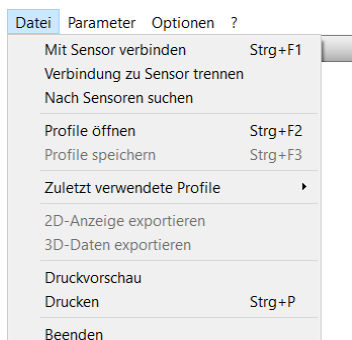 Datei Parameter Optionen ?
Mit Sensor verbinden Strg+F1
Verbindung zu Sensor trennen
Nach Sensoren suchen
Profile öffnen Strg+F2
Profile speichern Strg+F3
Zuletzt verwendete Profile
2D-Anzeige exportieren
3D-Daten exportieren
Druckvorschau
Drucken Strg+P
Beenden